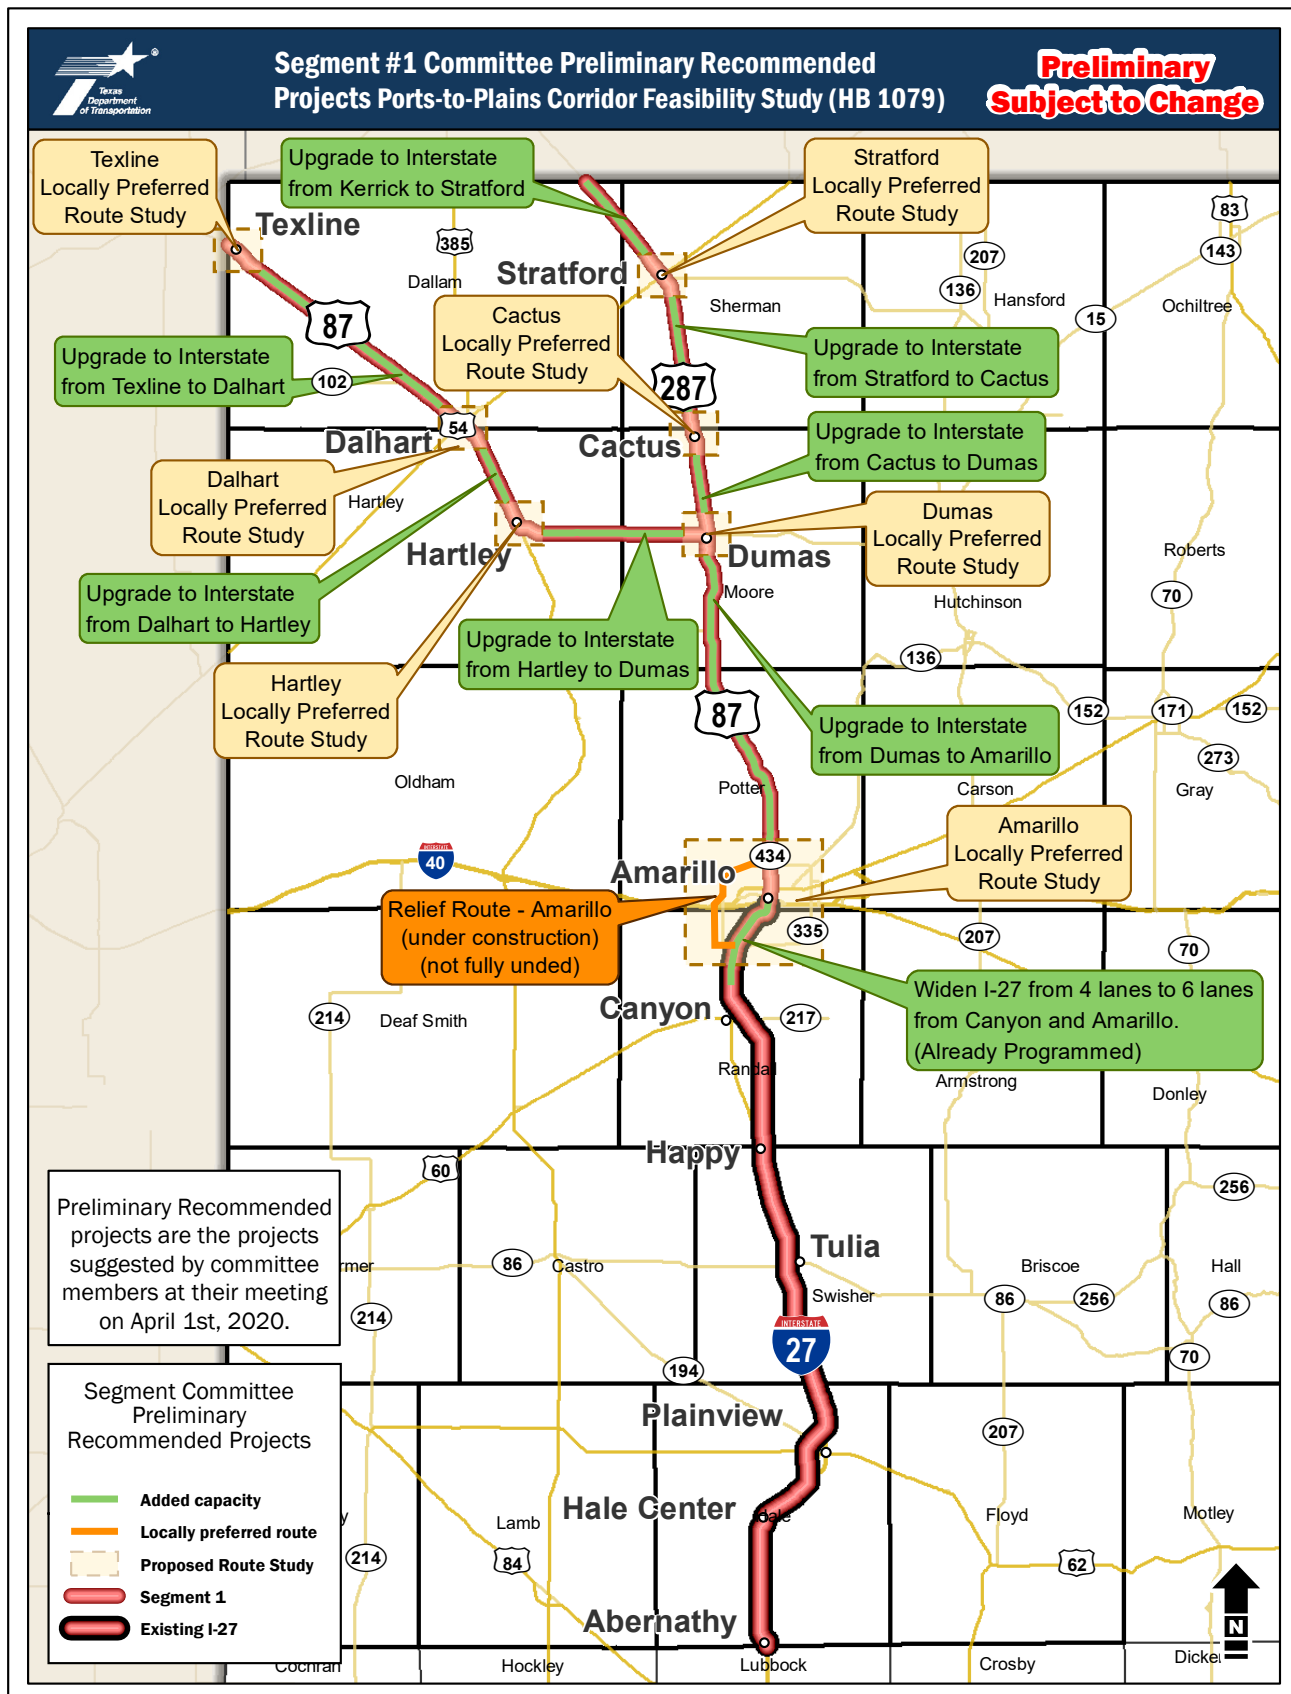 Texas
Department
of Transportation
®
Segment #1 Committee Preliminary Recommended
Projects Ports-to-Plains Corridor Feasibility Study (HB 1079)
Preliminary
Subject to Change
Texline
Locally Preferred
Route Study
Upgrade to Interstate
from Kerrick to Stratford
Stratford
Locally Preferred
Route Study
Texline
385
Dallam
Stratford
Sherman
207
136
Hansford
83
143
15
Ochiltree
87
Cactus
Locally Preferred
Route Study
Upgrade to Interstate
from Texline to Dalhart
102
287
Upgrade to Interstate
from Stratford to Cactus
54
Dalhart
Cactus
Upgrade to Interstate
from Cactus to Dumas
Dalhart
Locally Preferred
Route Study
Hartley
Hartley
Dumas
Dumas
Locally Preferred
Route Study
Roberts
Moore
Hutchinson
70
Upgrade to Interstate
from Dalhart to Hartley
Upgrade to Interstate
from Hartley to Dumas
136
Hartley
Locally Preferred
Route Study
87
Upgrade to Interstate
from Dumas to Amarillo
152
171
152
273
Oldham
Potter
Carson
Gray
INTERSTATE
40
434
Amarillo
Amarillo
Locally Preferred
Route Study
Relief Route - Amarillo
(under construction)
(not fully unded)
335
207
70
Widen I-27 from 4 lanes to 6 lanes
from Canyon and Amarillo.
(Already Programmed)
214
Deaf Smith
Canyon
217
Randall
Armstrong
Donley
Happy
60
256
Preliminary Recommended
projects are the projects
suggested by committee
members at their meeting
on April 1st, 2020.
rmer
86
Castro
Tulia
Swisher
Briscoe
Hall
86
256
86
214
INTERSTATE
27
194
70
Segment Committee
Preliminary
Recommended Projects
Plainview
207
Added capacity
Locally preferred route
Proposed Route Study
Segment 1
Existing I-27
y
214
Lamb
84
Hale Center
Hale
Floyd
62
Motley
N
Abernathy
Cochran
Hockley
Lubbock
Crosby
Dicke